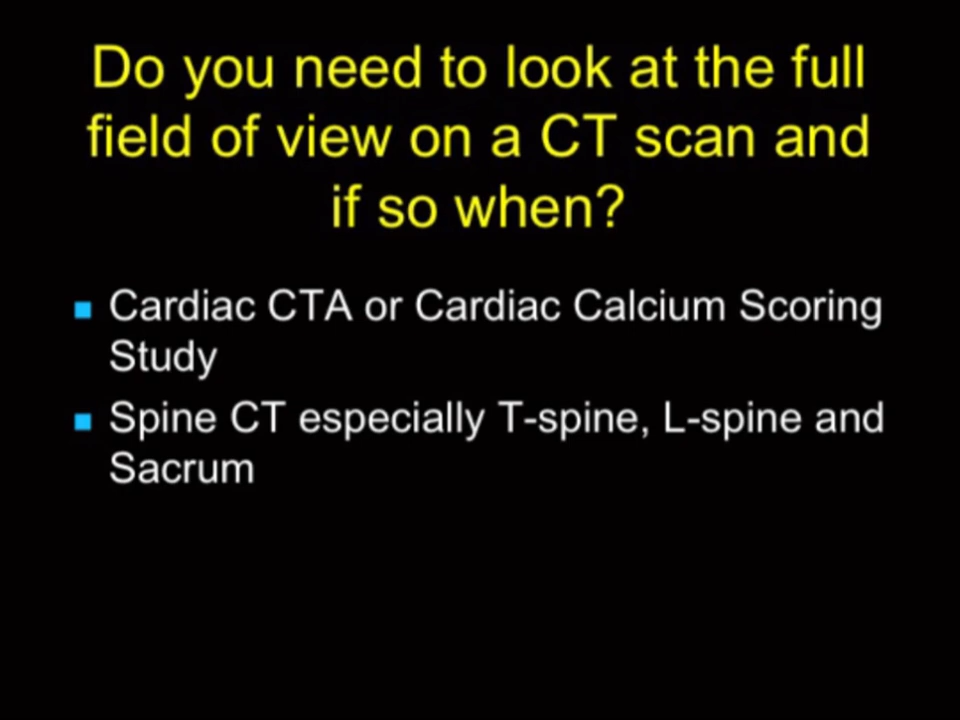 Do you need to look at the full
field of view on a CT scan and
if so when?
Cardiac CTA or Cardiac Calcium Scoring
Study
Spine CT especially T-spine, L-spine and
Sacrum